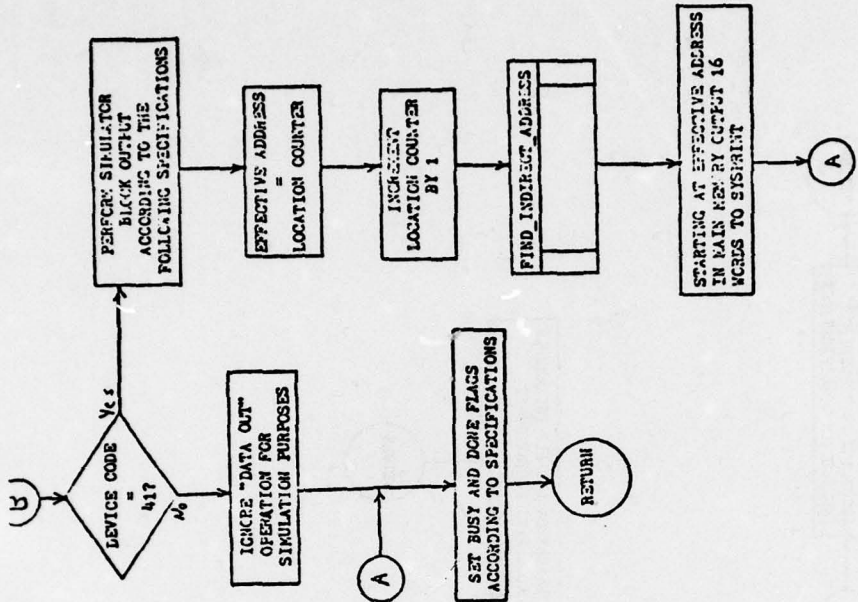 DEVICE CODE
=
41?
Yes
No
PERFORM SIMULATOR
BLOCK OUTPUT
ACCORDING TO THE
FOLLOWING SPECIFICATIONS
EFFECTIVE ADDRESS
=
LOCATION COUNTER
INCREMENT
LOCATION COUNTER
BY 1
FIND_INDIRECT_ADDRESS
STARTING AT EFFECTIVE ADDRESS
IN MAIN MEMORY OUTPUT 16
WORDS TO SYSPRINT
A
IGNORE "DATA OUT"
OPERATION FOR
SIMULATION PURPOSES
A
SET BUSY AND DONE FLAGS
ACCORDING TO SPECIFICATIONS
RETURN